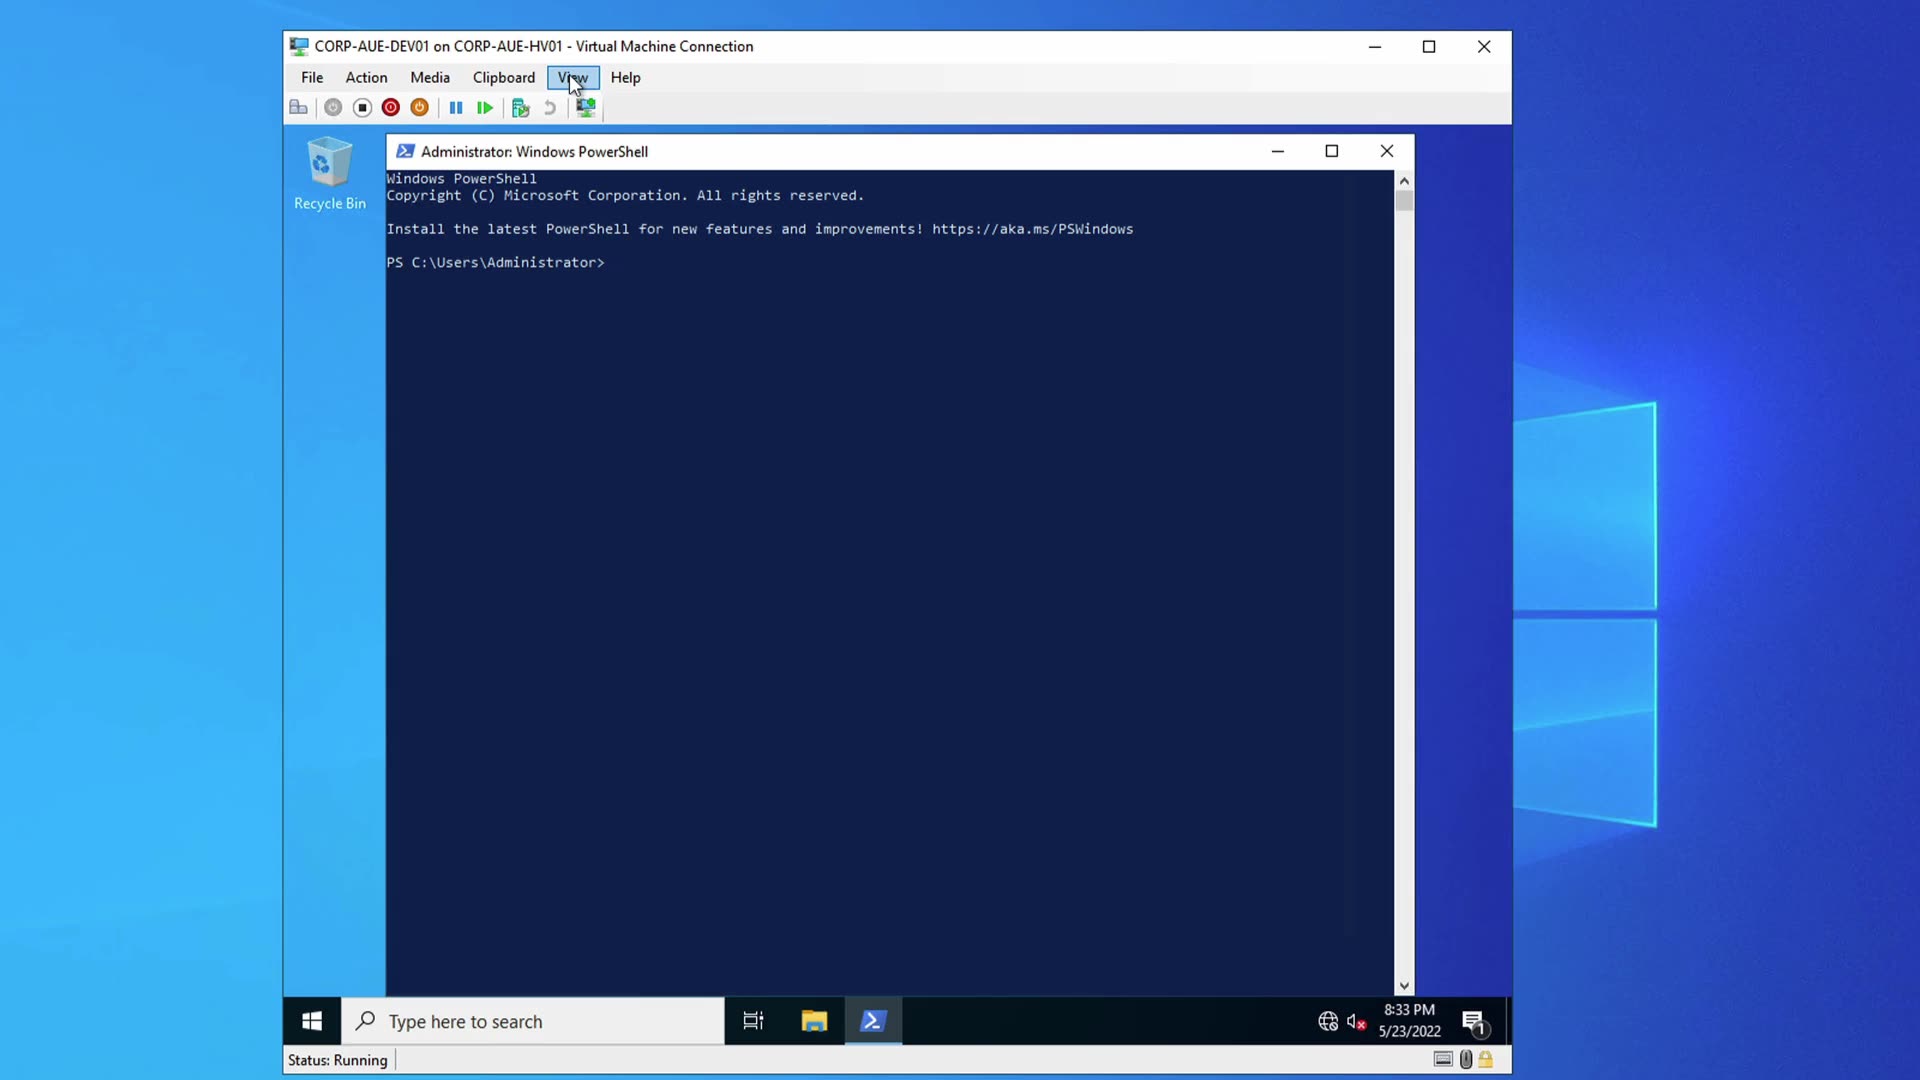 CORP-AUE-DEV01 on CORP-AUE-HV01 - Virtual Machine Connection
File Action Media Clipboard View Help
Recycle Bin
Administrator: Windows PowerShell
Windows PowerShell
Copyright (C) Microsoft Corporation. All rights reserved.
Install the latest PowerShell for new features and improvements! https://aka.ms/PSWindows
PS C:\Users\Administrator>
Type here to search
8:33 PM
5/23/2022
1
Status: Running